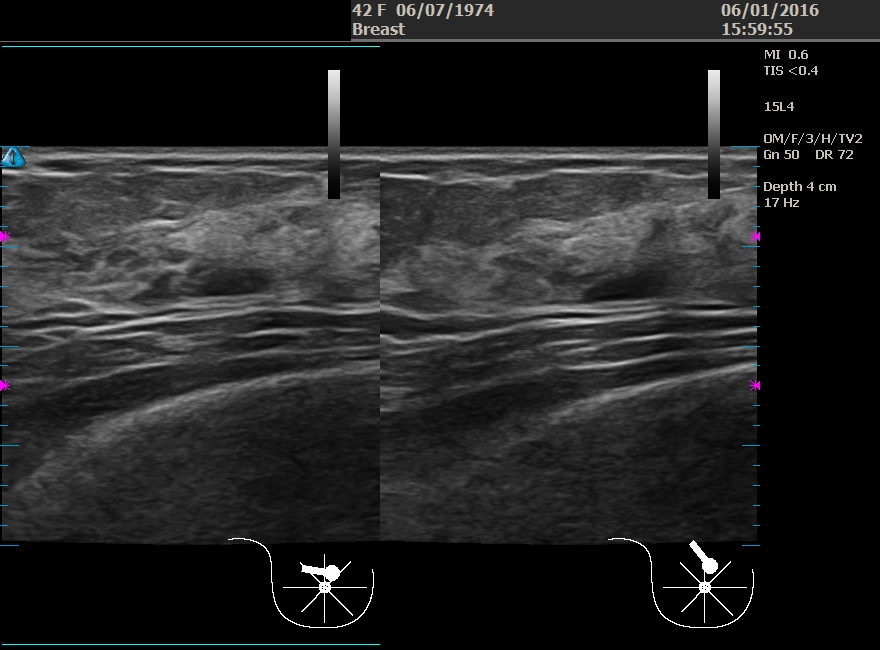 42 F 06/07/1974 06/01/2016
Breast 15:59:55
MI 0.6
TIS <0.4
15L4
OM/F/3/H/TV2
Gn 50 DR 72
Depth 4 cm
17 Hz